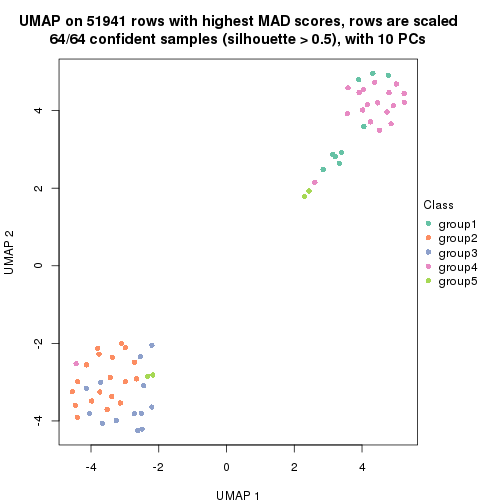 UMAP on 51941 rows with highest MAD scores, rows are scaled
64/64 confident samples (silhouette > 0.5), with 10 PCs
4
2
0
-2
-4
UMAP 2
-4
-2
0
2
4
UMAP 1
Class
group1
group2
group3
group4
group5